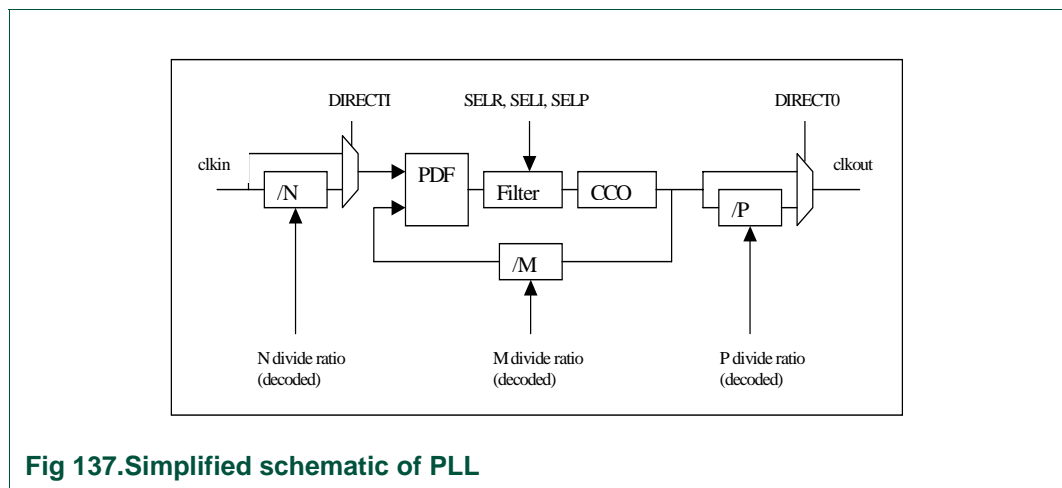 DIRECTI
SELR, SELI, SELP
DIRECT0
clkin
clkout
PDF
/N
Filter
CCO
/P
/M
N divide ratio
(decoded)
M divide ratio
(decoded)
P divide ratio
(decoded)
Fig 137.Simplified schematic of PLL